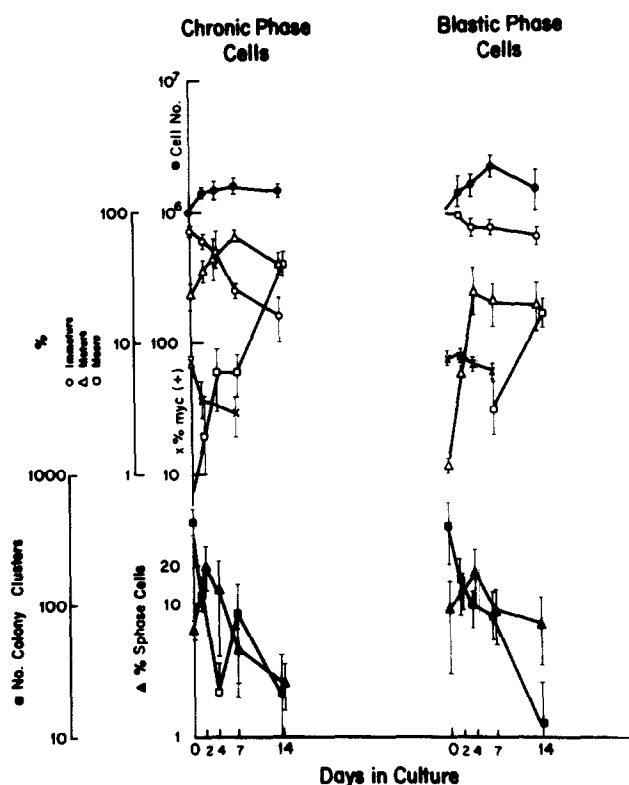 Chronic Phase
Cells
Blastic Phase
Cells
10⁷
● Cell No.
10⁶
100
%
○ Immature
△ Mature
□ Macro
10
100
x % myc (+)
1
10
1000
■ No. Colony Clusters
100
10
▲ % Sphase Cells
20
10
1
0 2 4 7 14
0 2 4 7 14
Days in Culture